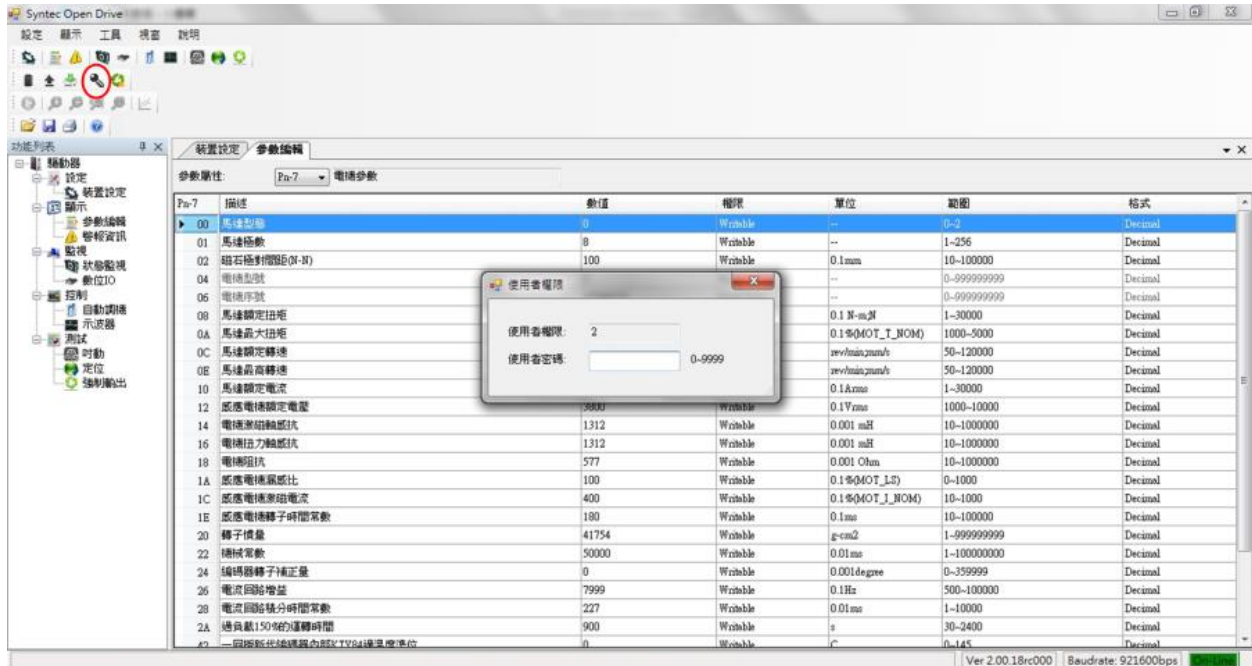 Syntec Open Drive
設定 顯示 工具 視窗 說明
功能列表
驅動器
設定
裝置設定
顯示
參數編輯
警報資訊
監視
狀態監視
數位IO
控制
自動調機
示波器
測試
吋動
定位
強制輸出
裝置設定 參數編輯
參數屬性: Pn-7 電機參數
Pn-7 描述 數值 權限 單位 範圍 格式
00 馬達型態 0 Writable -- 0~2 Decimal
01 馬達極數 8 Writable -- 1~256 Decimal
02 磁石極對間距(N-N) 100 Writable 0.1mm 10~100000 Decimal
04 電機型號 -- 0~999999999 Decimal
06 電機序號 -- 0~999999999 Decimal
08 馬達額定扭矩 0.1 N-m;N 1~30000 Decimal
0A 馬達最大扭矩 0.1%(MOT_T_NOM) 1000~5000 Decimal
0C 馬達額定轉速 rev/min;mm/s 50~120000 Decimal
0E 馬達最高轉速 rev/min;mm/s 50~120000 Decimal
10 馬達額定電流 0.1Arms 1~30000 Decimal
12 感應電機額定電壓 3800 Writable 0.1Vrms 1000~10000 Decimal
14 電機激磁軸感抗 1312 Writable 0.001 mH 10~1000000 Decimal
16 電機扭力軸感抗 1312 Writable 0.001 mH 10~1000000 Decimal
18 電機阻抗 577 Writable 0.001 Ohm 10~1000000 Decimal
1A 感應電機漏感比 100 Writable 0.1%(MOT_LS) 0~1000 Decimal
1C 感應電機激磁電流 400 Writable 0.1%(MOT_I_NOM) 10~1000 Decimal
1E 感應電機轉子時間常數 180 Writable 0.1ms 10~100000 Decimal
20 轉子慣量 41754 Writable g-cm2 1~999999999 Decimal
22 機械常數 50000 Writable 0.01ms 1~100000000 Decimal
24 編碼器轉子補正量 0 Writable 0.001degree 0~359999 Decimal
26 電流回路增益 7999 Writable 0.1Hz 500~100000 Decimal
28 電流回路積分時間常數 227 Writable 0.01ms 1~10000 Decimal
2A 過負載150%的運轉時間 900 Writable s 30~2400 Decimal
42 KTY84過溫度準位 0 Writable C 0~145 Decimal
使用者權限
使用者權限: 2
使用者密碼: 0~9999
Ver 2.00.18rc000 Baudrate: 921600bps On-Line